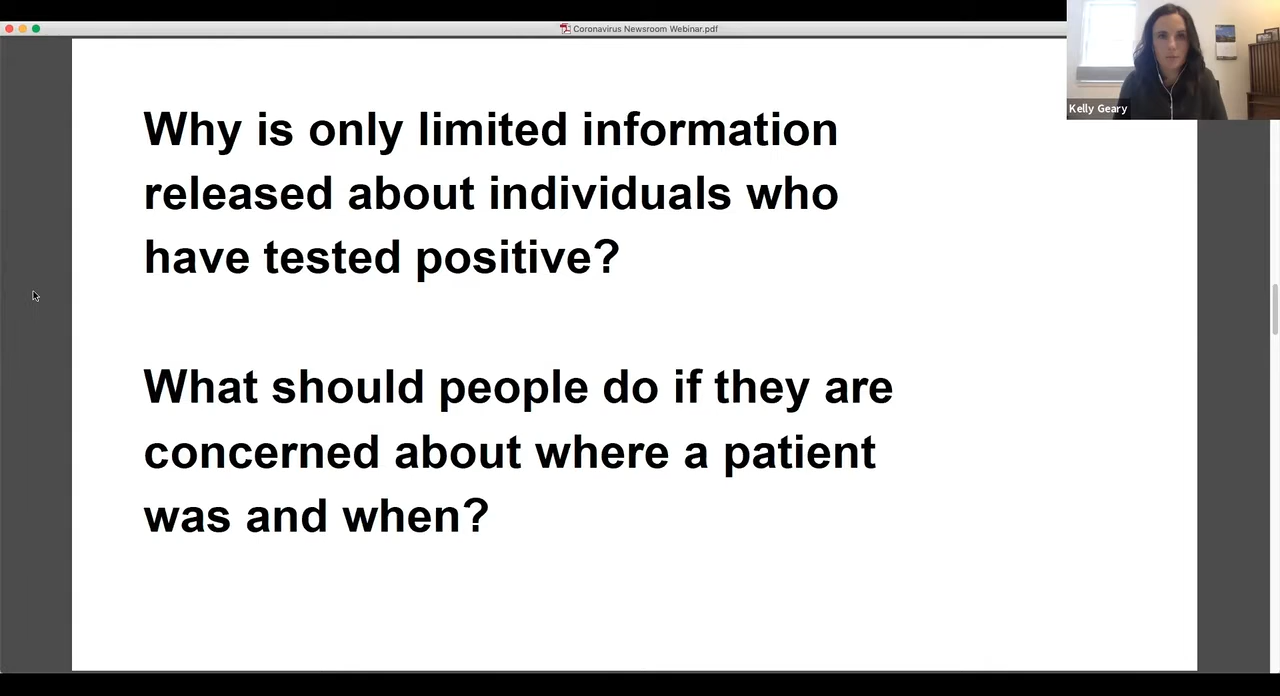 Coronavirus Newsroom Webinar.pdf
Kelly Geary
Why is only limited information
released about individuals who
have tested positive?
What should people do if they are
concerned about where a patient
was and when?